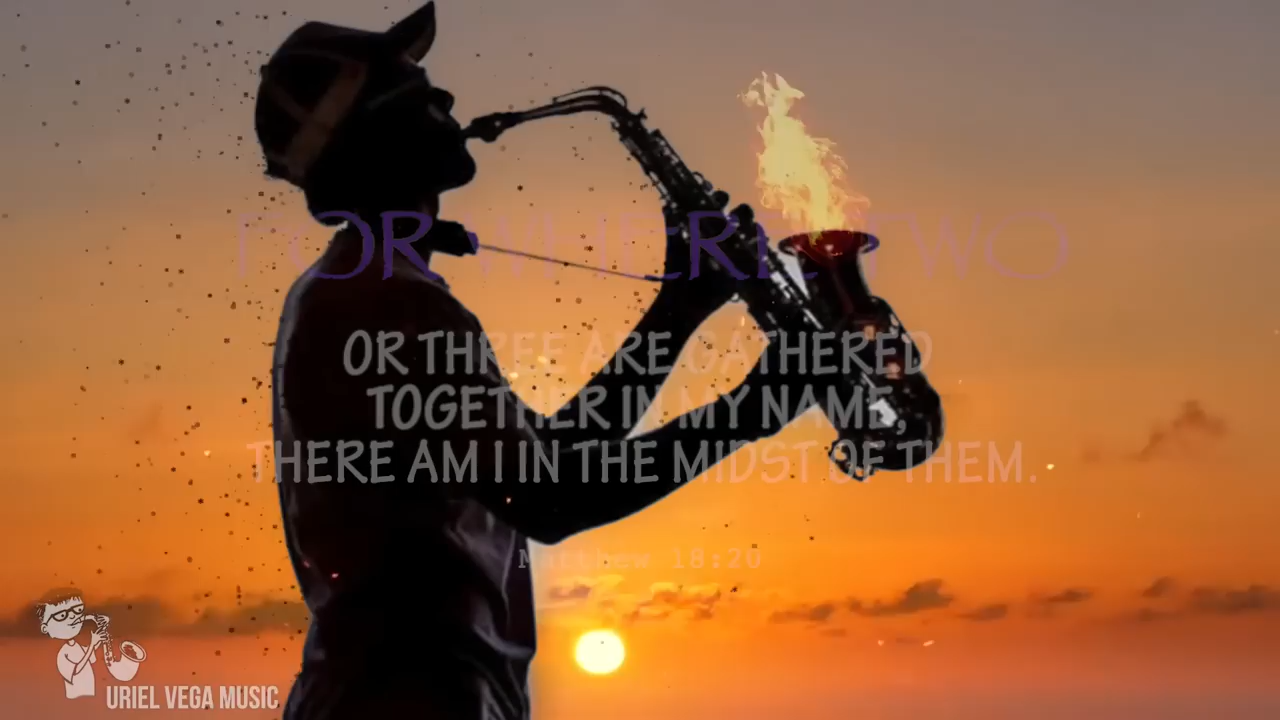 FOR WHERE TWO
OR THREE ARE GATHERED
TOGETHER IN MY NAME,
THERE AM I IN THE MIDST OF THEM.
Matthew 18:20
URIEL VEGA MUSIC